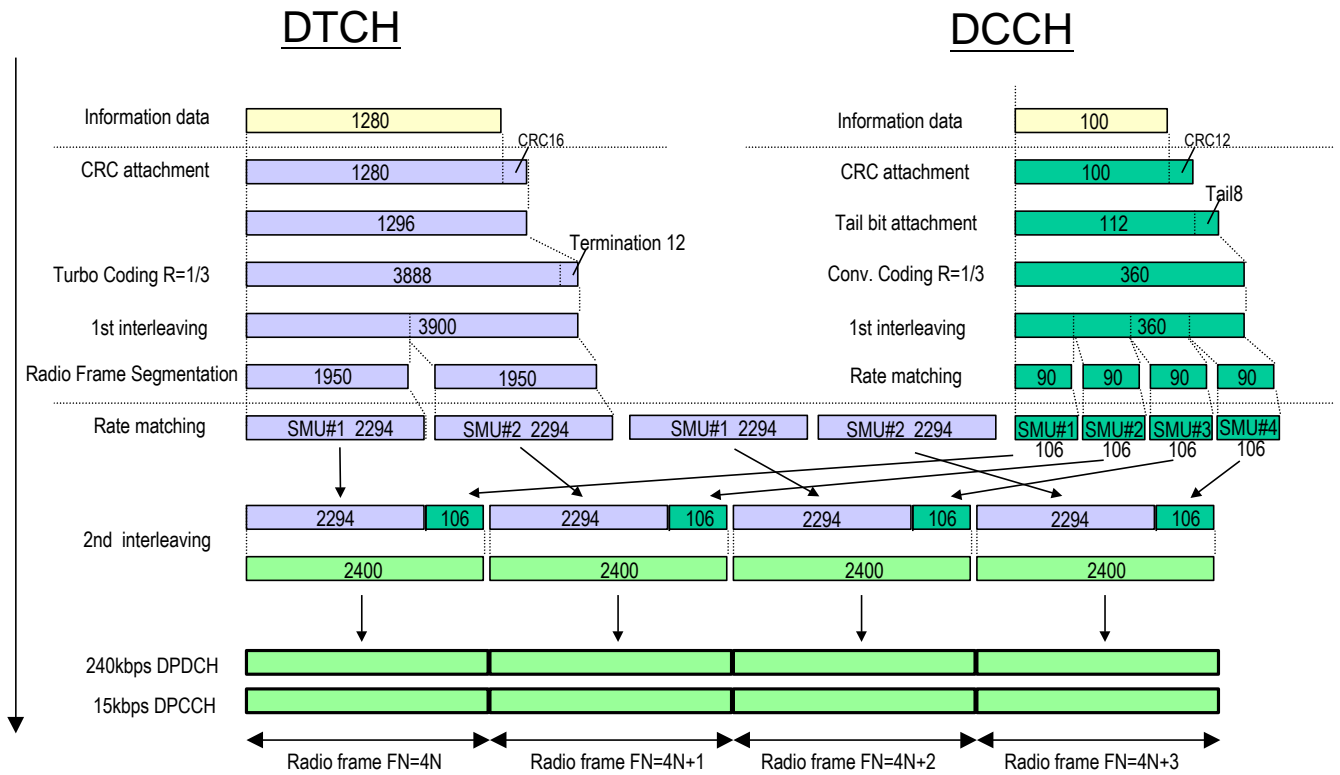 DTCH
DCCH
Information data
1280
Information data
100
CRC16
CRC12
CRC attachment
1280
CRC attachment
100
Tail8
1296
Tail bit attachment
112
Termination 12
Turbo Coding R=1/3
3888
Conv. Coding R=1/3
360
1st interleaving
3900
1st interleaving
360
Radio Frame Segmentation
1950
1950
Rate matching
90
90
90
90
Rate matching
SMU#1 2294
SMU#2 2294
SMU#1 2294
SMU#2 2294
SMU#1
SMU#2
SMU#3
SMU#4
106
106
106
106
2294
106
2294
106
2294
106
2294
106
2nd interleaving
2400
2400
2400
2400
240kbps DPDCH
15kbps DPCCH
Radio frame FN=4N
Radio frame FN=4N+1
Radio frame FN=4N+2
Radio frame FN=4N+3